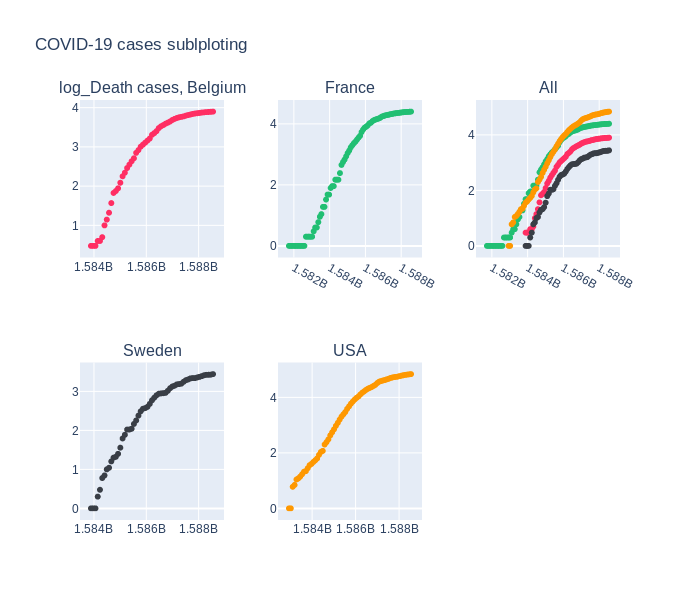 COVID-19 cases sublploting
log_Death cases, Belgium
France
All
4
3
2
1
1.584B 1.586B 1.588B
4
2
0
1.582B 1.584B 1.586B 1.588B
4
2
0
1.582B 1.584B 1.586B 1.588B
Sweden
USA
3
2
1
0
1.584B 1.586B 1.588B
4
2
0
1.584B 1.586B 1.588B